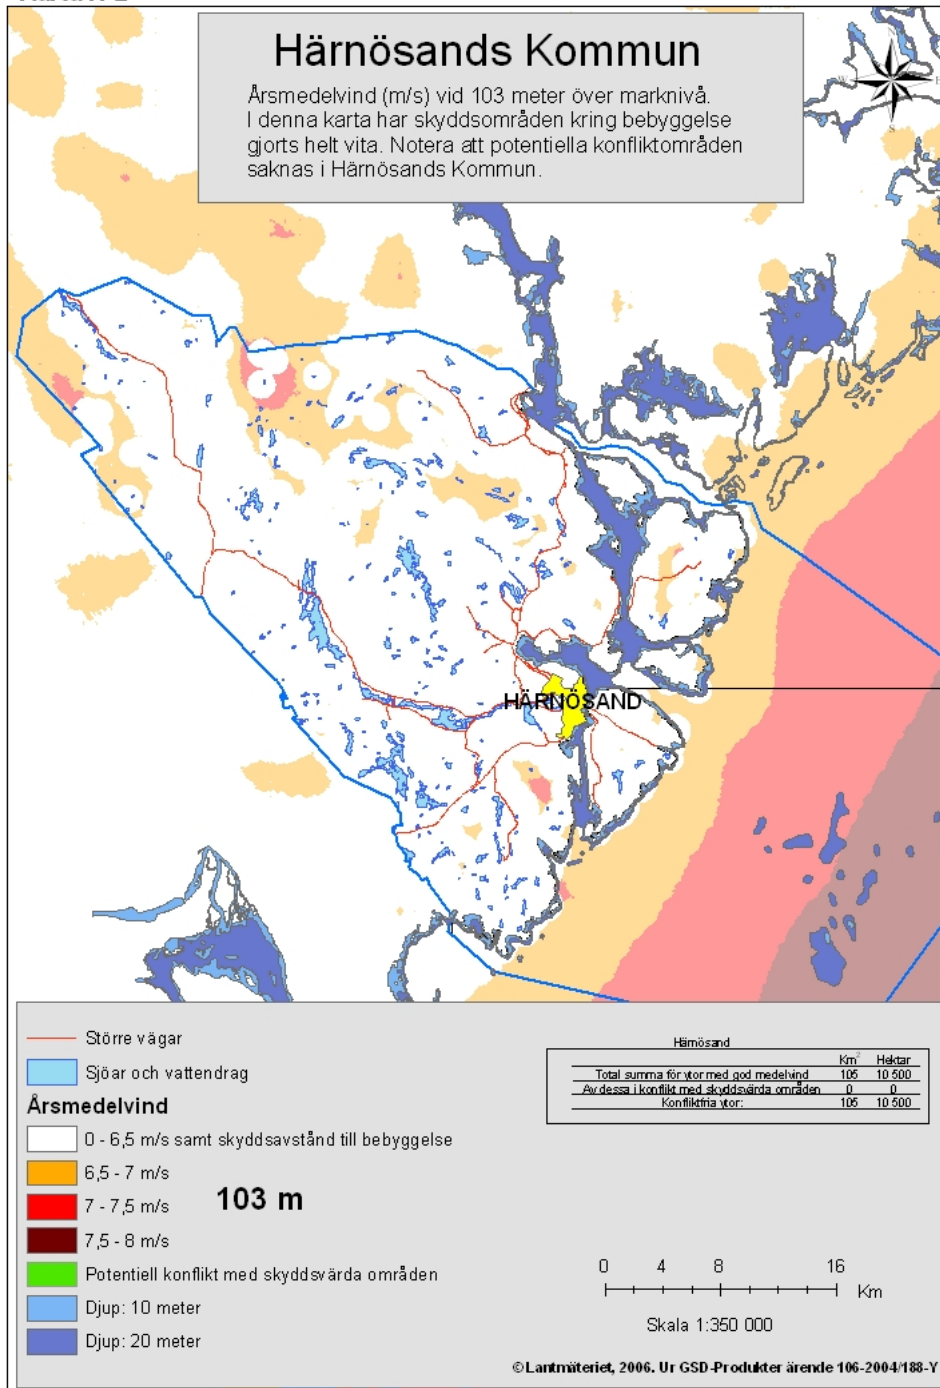 Härnösands Kommun
Årsmedelvind (m/s) vid 103 meter över marknivå.
I denna karta har skyddsområden kring bebyggelse
gjorts helt vita. Notera att potentiella konfliktområden
saknas i Härnösands Kommun.
N
W
E
S
HÄRNÖSAND
Större vägar
Sjöar och vattendrag
Årsmedelvind
0 - 6,5 m/s samt skyddsavstånd till bebyggelse
6,5 - 7 m/s
7 - 7,5 m/s
7,5 - 8 m/s
103 m
Potentiell konflikt med skyddsvärda områden
Djup: 10 meter
Djup: 20 meter
Härnösand
Km² Hektar
Total summa för ytor med god medelvind 105 10 500
Av dessa i konflikt med skyddsvärda områden 0 0
Konfliktfria ytor: 105 10 500
0 4 8 16
Km
Skala 1:350 000
©Lantmäteriet, 2006. Ur GSD-Produkter ärende 106-2004/188-Y